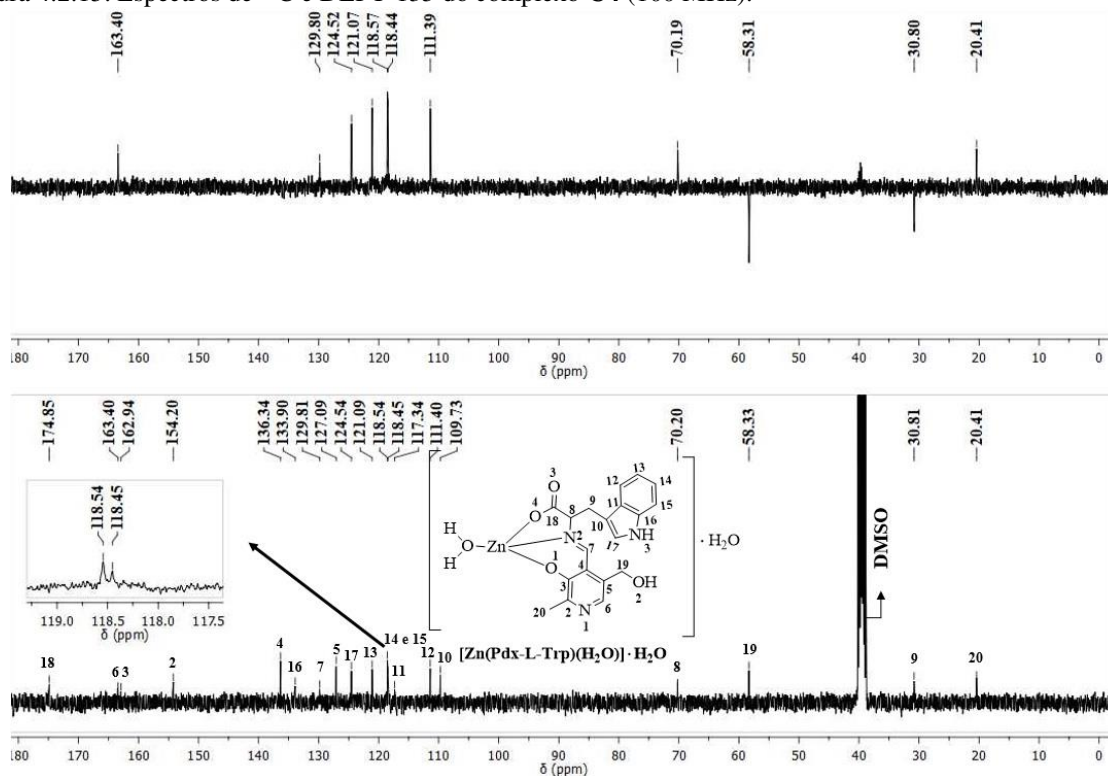 Espectros de ¹³C e DEPT 135 do complexo C4 (100 MHz).
163.40 129.80 124.52 121.07 118.57 118.44 111.39 70.19 58.31 30.80 20.41
180 170 160 150 140 130 120 110 100 90 80 70 60 50 40 30 20 10 0
δ (ppm)
174.85 163.40 162.94 154.20 136.34 133.90 129.81 127.09 124.54 121.09 118.54 118.45 117.34 111.40 109.73 70.20 58.33 30.81 20.41
118.54 118.45
119.0 118.5 118.0 117.5
δ (ppm)
O 3
O 4
18
8
9
10
11
12
13
14
15
16
17
NH 3
H
H
O
Zn
N 2
7
O 1
3
4
5
6
2
20
N 1
19
OH 2
· H₂O
[Zn(Pdx-L-Trp)(H₂O)]·H₂O
DMSO
18 6 3 2 4 16 7 5 17 13 14 e 15 11 12 10 8 19 9 20
180 170 160 150 140 130 120 110 100 90 80 70 60 50 40 30 20 10 0
δ (ppm)